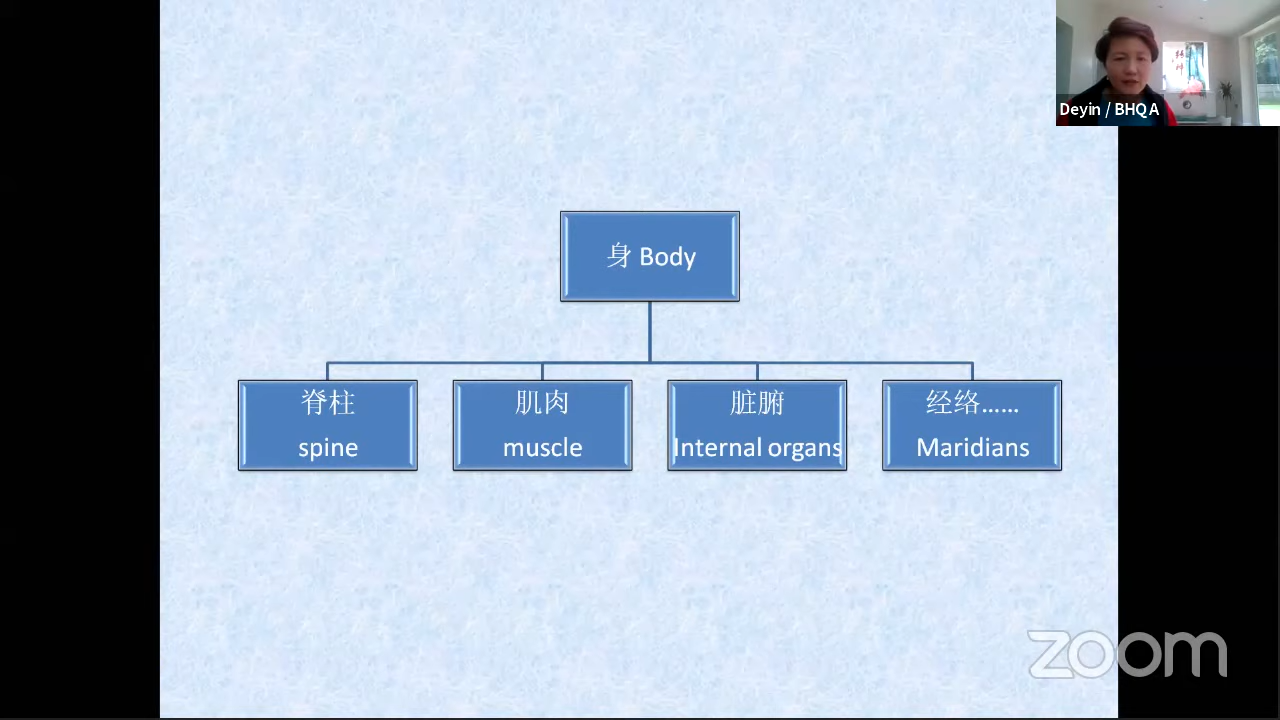 Deyin / BHQA
身 Body
脊柱
spine
肌肉
muscle
脏腑
Internal organs
经络……
Maridians
zoom